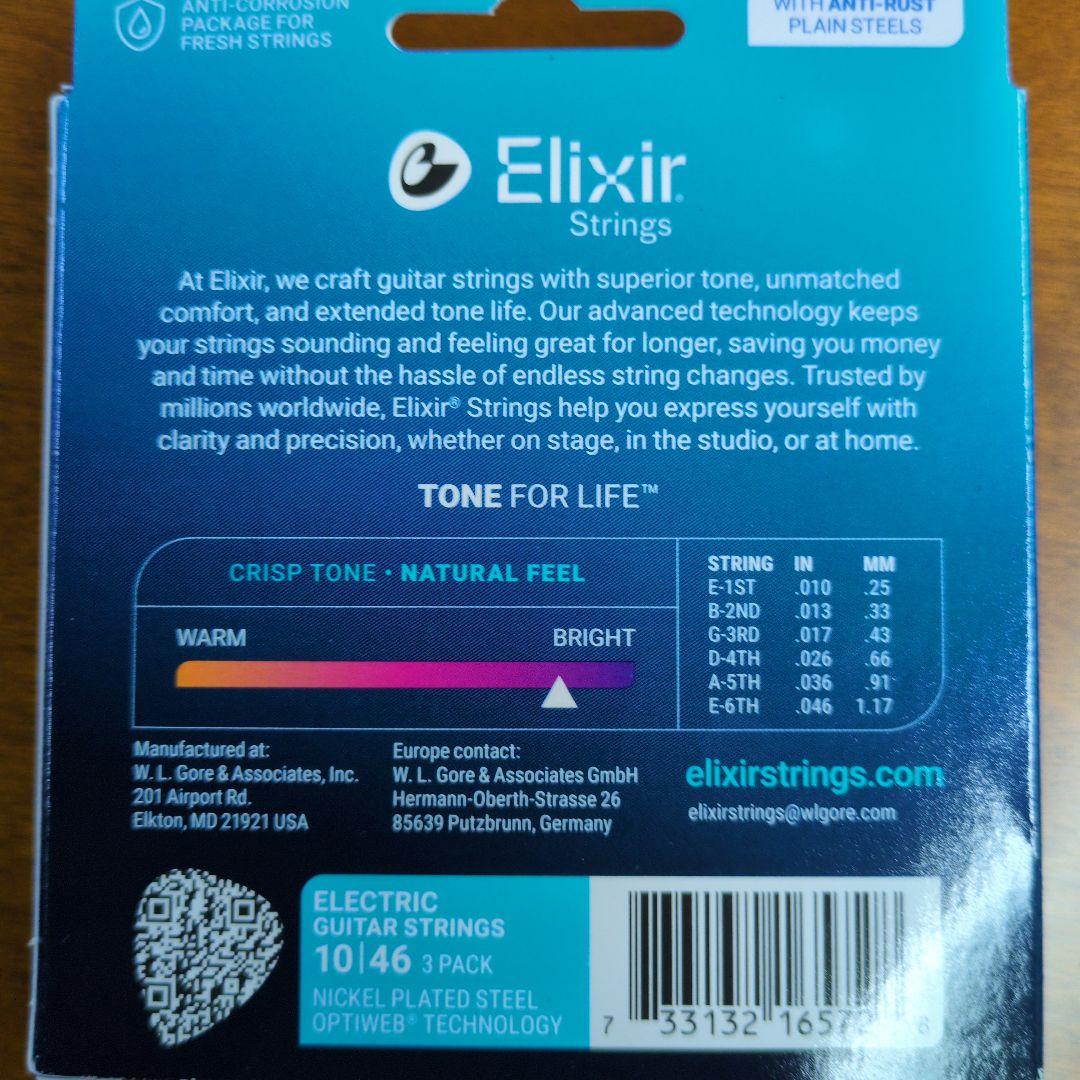 ANTI-CORROSION
PACKAGE FOR
FRESH STRINGS
WITH ANTI-RUST
PLAIN STEELS
Elixir
Strings
At Elixir, we craft guitar strings with superior tone, unmatched
comfort, and extended tone life. Our advanced technology keeps
your strings sounding and feeling great for longer, saving you money
and time without the hassle of endless string changes. Trusted by
millions worldwide, Elixir® Strings help you express yourself with
clarity and precision, whether on stage, in the studio, or at home.
TONE FOR LIFE™
CRISP TONE • NATURAL FEEL
WARM BRIGHT
STRING IN MM
E-1ST .010 .25
B-2ND .013 .33
G-3RD .017 .43
D-4TH .026 .66
A-5TH .036 .91
E-6TH .046 1.17
Manufactured at:
W. L. Gore & Associates, Inc.
201 Airport Rd.
Elkton, MD 21921 USA
Europe contact:
W. L. Gore & Associates GmbH
Hermann-Oberth-Strasse 26
85639 Putzbrunn, Germany
elixirstrings.com
elixirstrings@wlgore.com
ELECTRIC
GUITAR STRINGS
10|46 3 PACK
NICKEL PLATED STEEL
OPTIWEB® TECHNOLOGY
7 33132